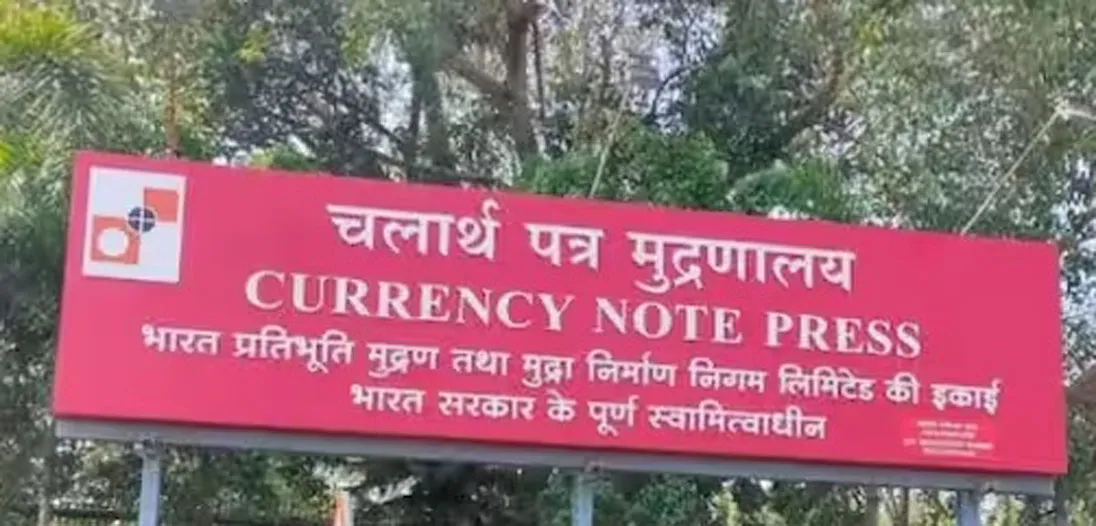 चलार्थ पत्र मुद्रणालय
CURRENCY NOTE PRESS
भारत प्रतिभूति मुद्रण तथा मुद्रा निर्माण निगम लिमिटेड की इकाई
भारत सरकार के पूर्ण स्वामित्वाधीन